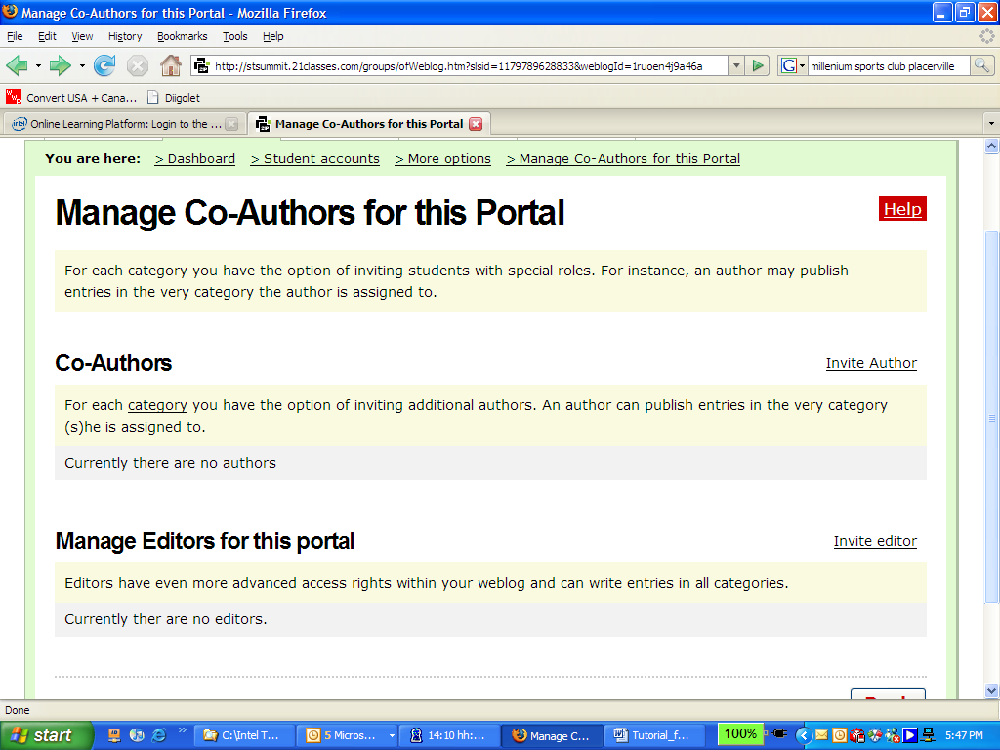 Manage Co-Authors for this Portal - Mozilla Firefox
File Edit View History Bookmarks Tools Help
http://stsummit.21classes.com/groups/ofWeblog.htm?slsid=1179789628833&weblogId=1ruoen4j9a46a
G
millenium sports club placerville
Convert USA + Cana... Diigolet
Online Learning Platform: Login to the ... Manage Co-Authors for this Portal
You are here: > Dashboard > Student accounts > More options > Manage Co-Authors for this Portal
Manage Co-Authors for this Portal
Help
For each category you have the option of inviting students with special roles. For instance, an author may publish
entries in the very category the author is assigned to.
Co-Authors
Invite Author
For each category you have the option of inviting additional authors. An author can publish entries in the very category
(s)he is assigned to.
Currently there are no authors
Manage Editors for this portal
Invite editor
Editors have even more advanced access rights within your weblog and can write entries in all categories.
Currently ther are no editors.
Done
start C:\Intel T... 5 Micros... 14:10 hh:... Manage C... Tutorial_f... 100% 5:47 PM